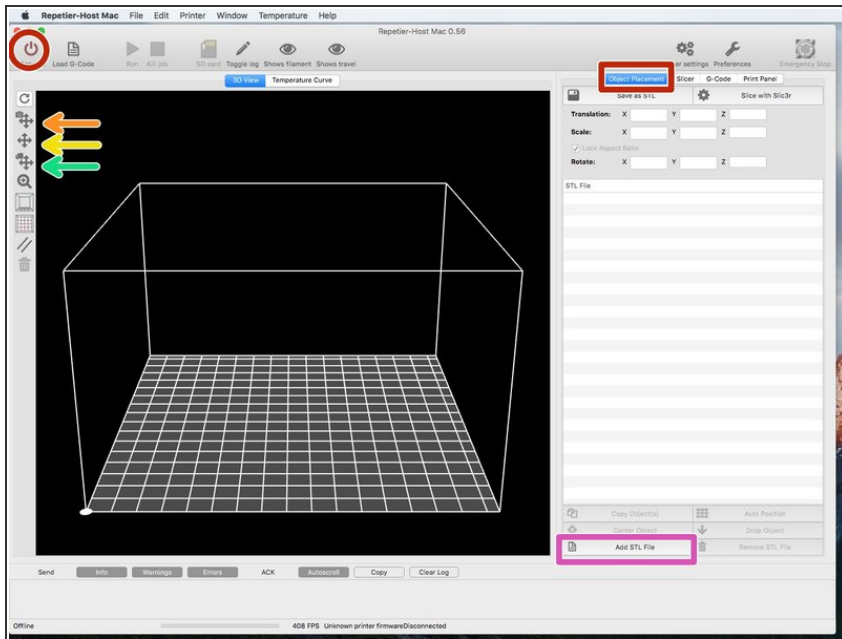 Repetier-Host Mac File Edit Printer Window Temperature Help
Repetier-Host Mac 0.56
Load G-Code Run Kill job SD card Toggle log Shows filament Shows travel er settings Preferences Emergency Stop
3D View Temperature Curve
Object Placement Slicer G-Code Print Panel
Save as STL Slice with Slic3r
Translation: X Y Z
Scale: X Y Z
Lock Aspect Ratio
Rotate: X Y Z
STL File
Copy Object(s) Auto Position
Center Object Drop Object
Add STL File Remove STL File
Send Info Warnings Errors ACK Autoscroll Copy Clear Log
Offline 408 FPS Unknown printer firmwareDisconnected